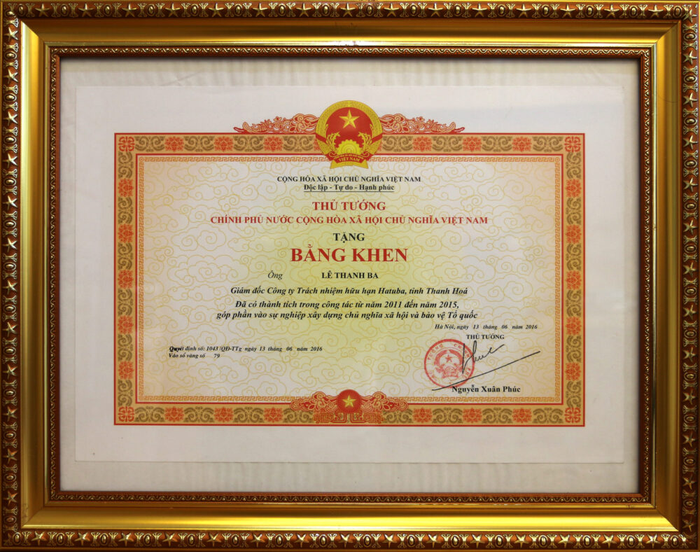 CỘNG HÒA XÃ HỘI CHỦ NGHĨA VIỆT NAM
Độc lập - Tự do - Hạnh phúc
THỦ TƯỚNG
CHÍNH PHỦ NƯỚC CỘNG HÒA XÃ HỘI CHỦ NGHĨA VIỆT NAM
TẶNG
BẰNG KHEN
Ông LÊ THANH BA
Giám đốc Công ty Trách nhiệm hữu hạn Hatuba, tỉnh Thanh Hoá
Đã có thành tích trong công tác từ năm 2011 đến năm 2015,
góp phần vào sự nghiệp xây dựng chủ nghĩa xã hội và bảo vệ Tổ quốc
Hà Nội, ngày 13 tháng 06 năm 2016
THỦ TƯỚNG
Quyết định số: 1043/QĐ-TTg ngày 13 tháng 06 năm 2016
Vào sổ vàng số 79
Nguyễn Xuân Phúc